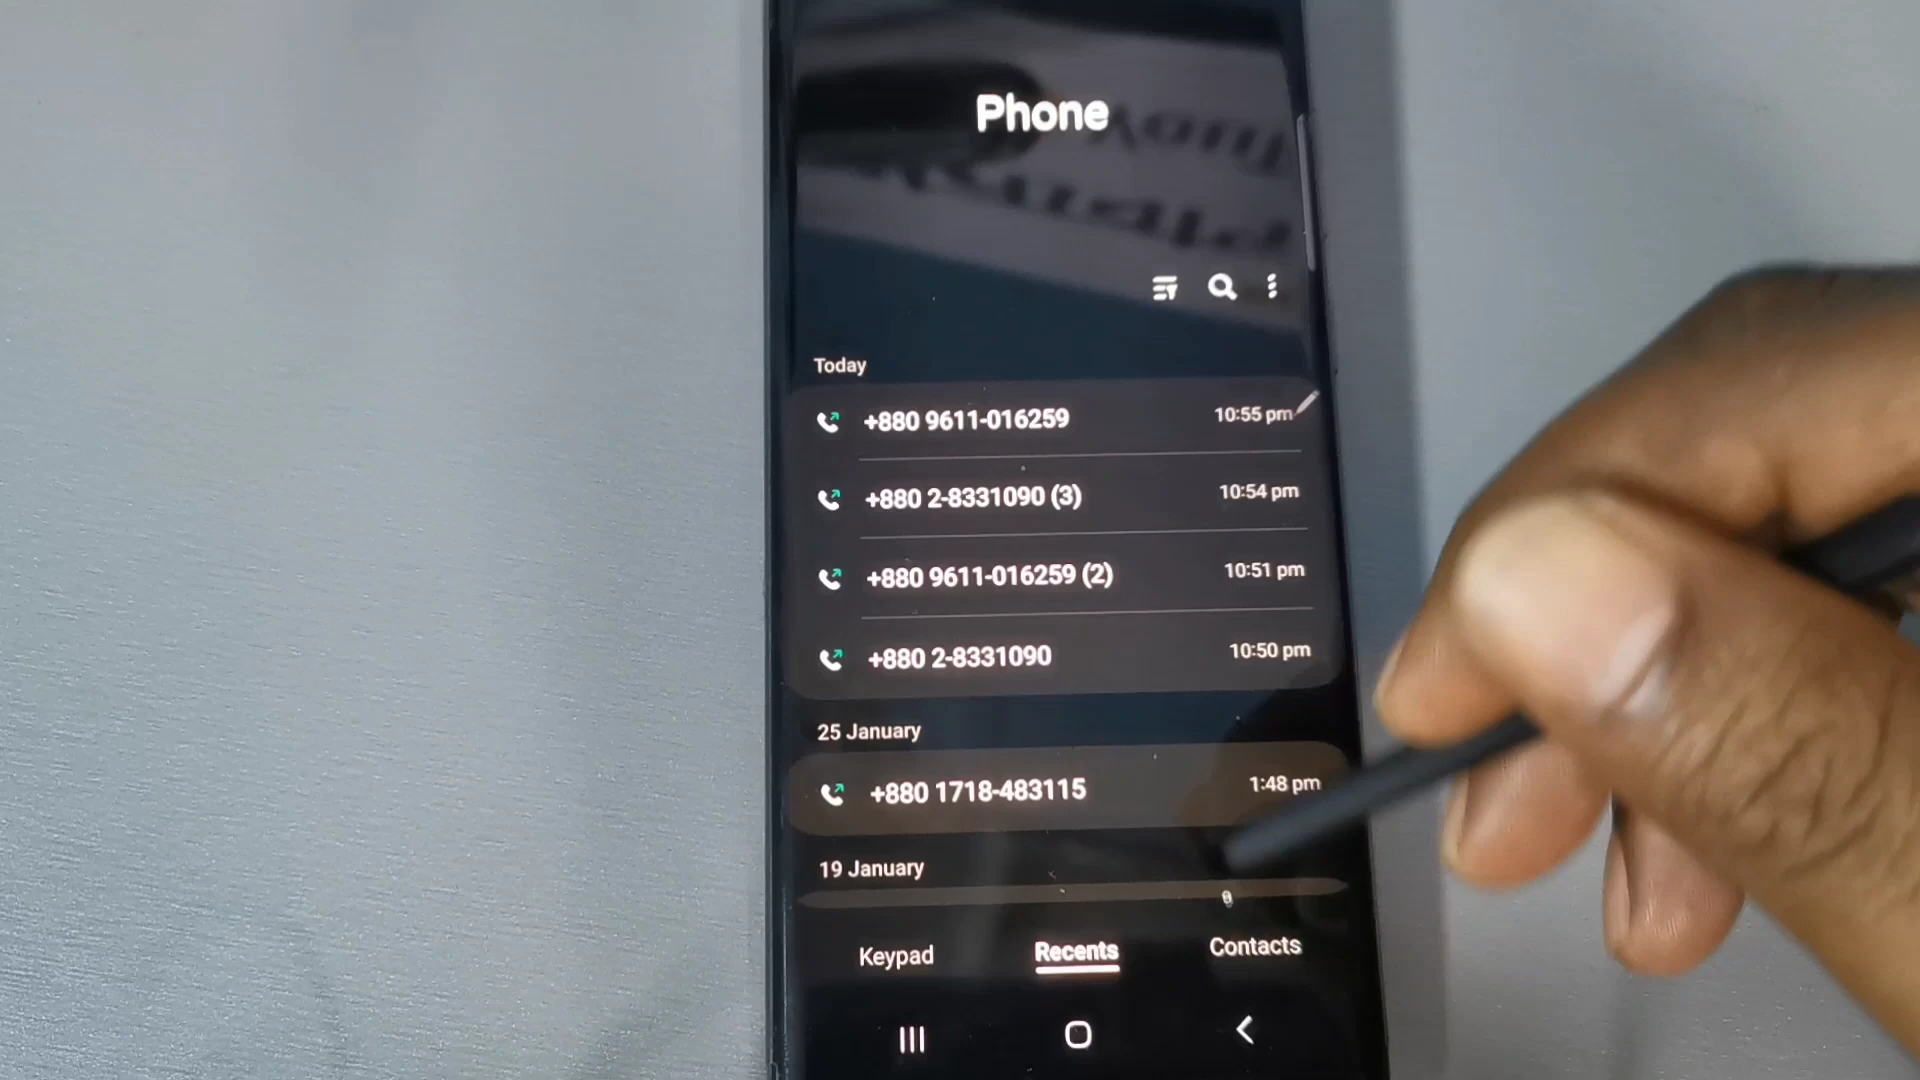 Phone
Today
+880 9611-016259 10:55 pm
+880 2-8331090 (3) 10:54 pm
+880 9611-016259 (2) 10:51 pm
+880 2-8331090 10:50 pm
25 January
+880 1718-483115 1:48 pm
19 January
Keypad Recents Contacts